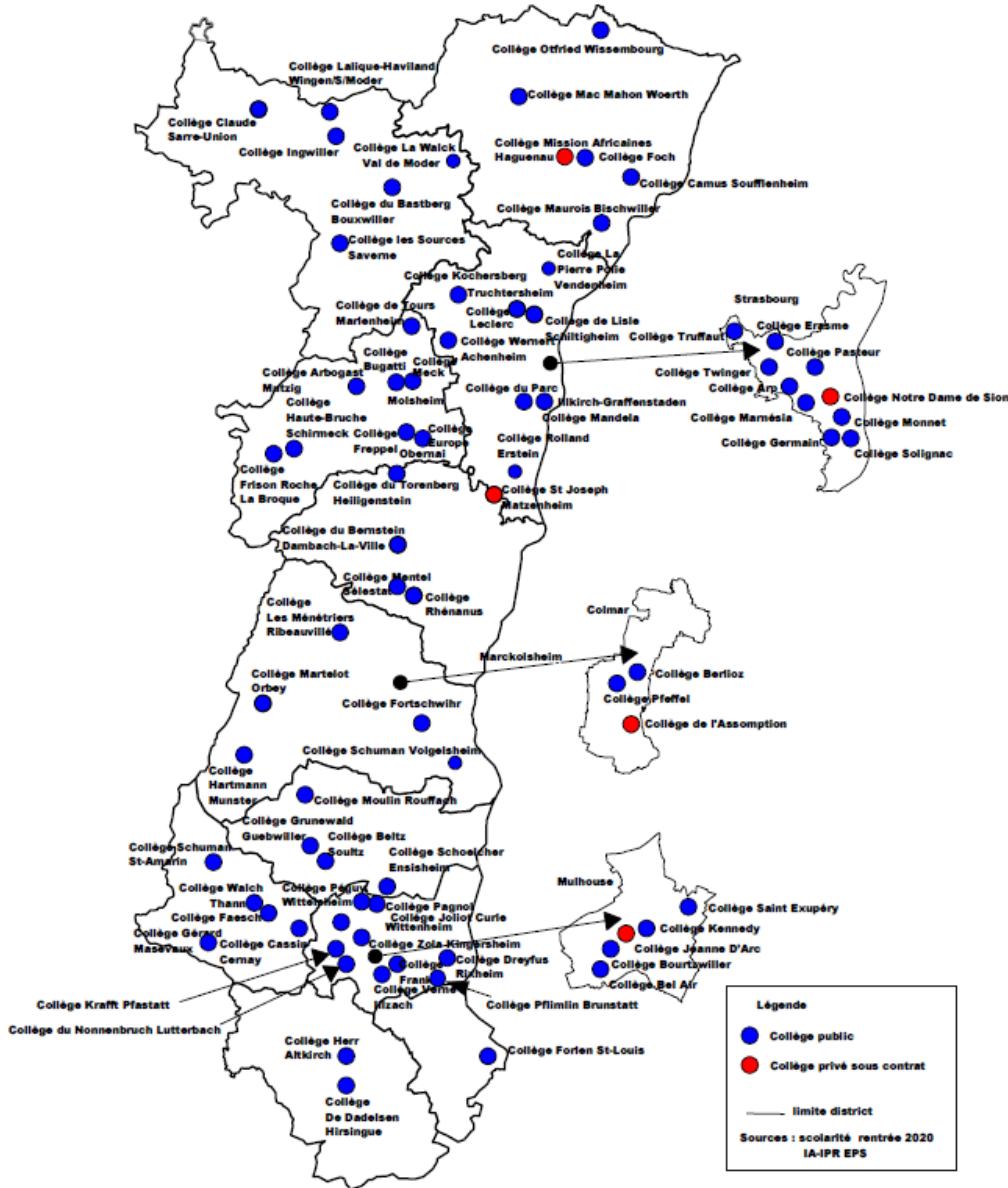 Collège Otfried Wissembourg
Collège Lalique-Haviland
Wingen/S/Moder
Collège Mac Mahon Woerth
Collège Claude
Sarre-Union
Collège Ingwiller
Collège La Walck
Val de Moder
Collège Mission Africaines
Haguenau
Collège Foch
Collège Camus Soufflenheim
Collège du Bastberg
Bouxwiller
Collège Maurois Bischwiller
Collège les Sources
Saverne
Collège La
Pierre Polie
Vendenheim
Collège Kochersberg
Truchtersheim
Collège de Tours
Marlenheim
Collège
Leclerc
Collège de Lisle
Schiltigheim
Collège Wernert
Achenheim
Strasbourg
Collège Truffaut
Collège Erasme
Collège Pasteur
Collège Twinger
Collège Arp
Collège Notre Dame de Sion
Collège Marnésia
Collège Monnet
Collège Germain
Collège Solignac
Collège
Bugatti
Collège
Meck
Molsheim
Collège Arbogast
Mutzig
Collège du Parc
Illkirch-Graffenstaden
Collège Mandela
Collège
Haute-Bruche
Schirmeck
Collège
Freppel
Collège
Europe
Obernai
Collège Rolland
Erstein
Collège
Frison Roche
La Broque
Collège du Torenberg
Heiligenstein
Collège St Joseph
Matzenheim
Collège du Bernstein
Dambach-La-Ville
Collège Mentel
Sélestat
Collège
Rhénanus
Collège
Les Ménétriers
Ribeauvillé
Marckolsheim
Colmar
Collège Berlioz
Collège Pfeffel
Collège de l'Assomption
Collège Martelot
Orbey
Collège Fortschwihr
Collège Schuman Volgelsheim
Collège
Hartmann
Munster
Collège Moulin Rouffach
Collège Grunewald
Guebwiller
Collège Beltz
Soultz
Collège Schuman
St-Amarin
Collège Schoelcher
Ensisheim
Collège Walch
Thann
Collège Péguy
Wittelsheim
Collège Pagnol
Collège Faesch
Collège Joliot Curie
Wittenheim
Collège Gérard
Masevaux
Collège Cassin
Cernay
Collège Zola Kingersheim
Collège
Frank
Collège Dreyfus
Rixheim
Collège Verne
Illzach
Collège Krafft Pfastatt
Collège Pflimlin Brunstatt
Collège du Nonnenbruch Lutterbach
Mulhouse
Collège Saint Exupéry
Collège Kennedy
Collège Jeanne D'Arc
Collège Bourtzwiller
Collège Bel Air
Collège Herr
Altkirch
Collège Forlen St-Louis
Collège
De Dadelsen
Hirsingue
Légende
Collège public
Collège privé sous contrat
limite district
Sources : scolarité rentrée 2020
IA-IPR EPS